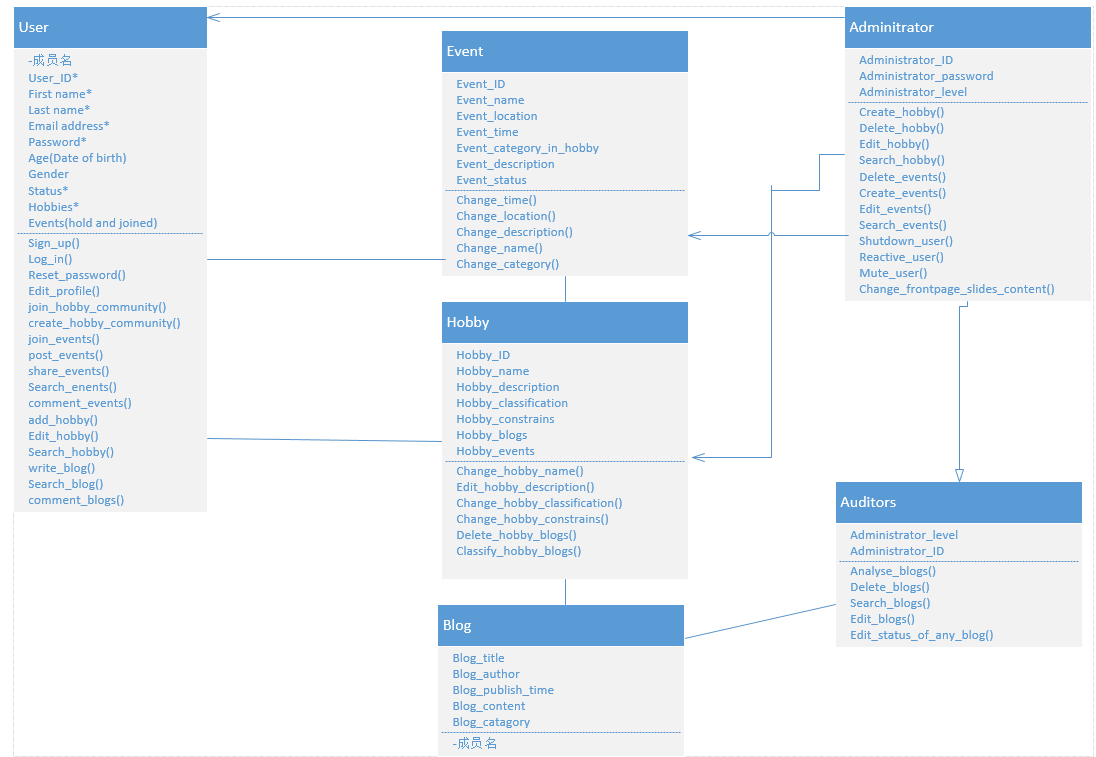 User
-成员名
User_ID*
First name*
Last name*
Email address*
Password*
Age(Date of birth)
Gender
Status*
Hobbies*
Events(hold and joined)
Sign_up()
Log_in()
Reset_password()
Edit_profile()
join_hobby_community()
create_hobby_community()
join_events()
post_events()
share_events()
Search_enents()
comment_events()
add_hobby()
Edit_hobby()
Search_hobby()
write_blog()
Search_blog()
comment_blogs()
Event
Event_ID
Event_name
Event_location
Event_time
Event_category_in_hobby
Event_description
Event_status
Change_time()
Change_location()
Change_description()
Change_name()
Change_category()
Hobby
Hobby_ID
Hobby_name
Hobby_description
Hobby_classification
Hobby_constrains
Hobby_blogs
Hobby_events
Change_hobby_name()
Edit_hobby_description()
Change_hobby_classification()
Change_hobby_constrains()
Delete_hobby_blogs()
Classify_hobby_blogs()
Blog
Blog_title
Blog_author
Blog_publish_time
Blog_content
Blog_catagory
-成员名
Adminitrator
Administrator_ID
Administrator_password
Administrator_level
Create_hobby()
Delete_hobby()
Edit_hobby()
Search_hobby()
Delete_events()
Create_events()
Edit_events()
Search_events()
Shutdown_user()
Reactive_user()
Mute_user()
Change_frontpage_slides_content()
Auditors
Administrator_level
Administrator_ID
Analyse_blogs()
Delete_blogs()
Search_blogs()
Edit_blogs()
Edit_status_of_any_blog()